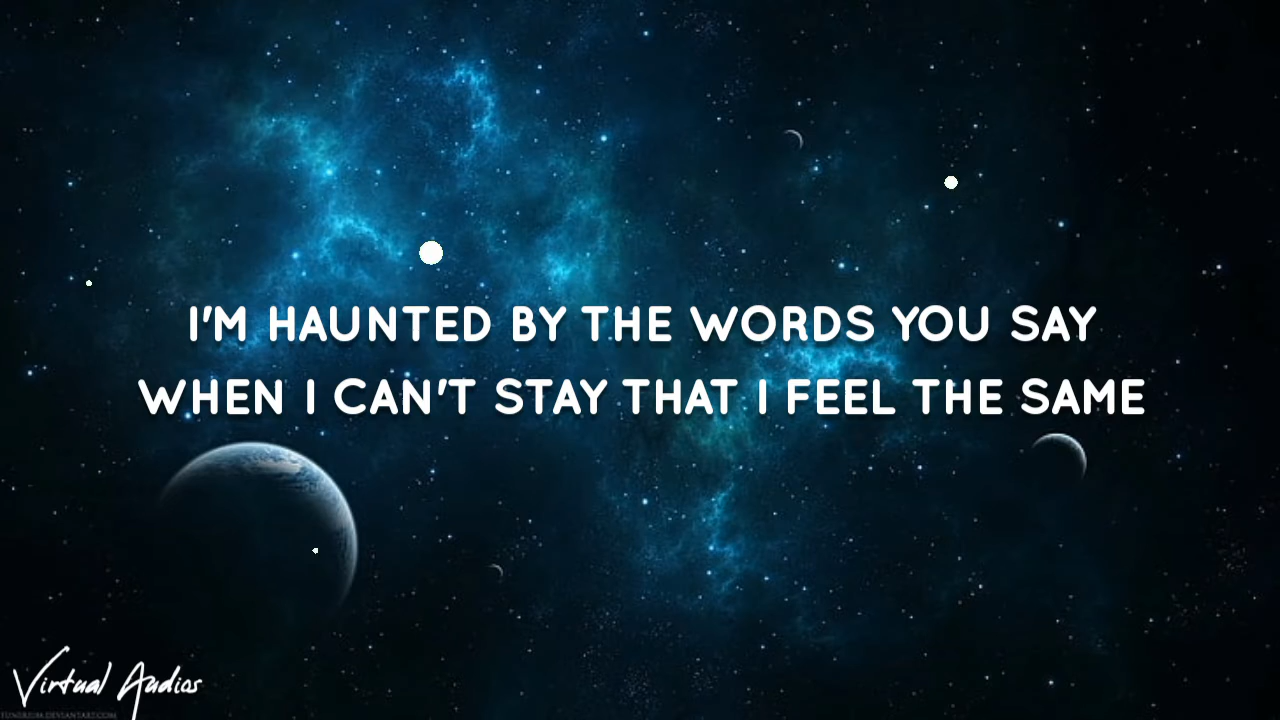 I'M HAUNTED BY THE WORDS YOU SAY
WHEN I CAN'T STAY THAT I FEEL THE SAME
Virtual Audios